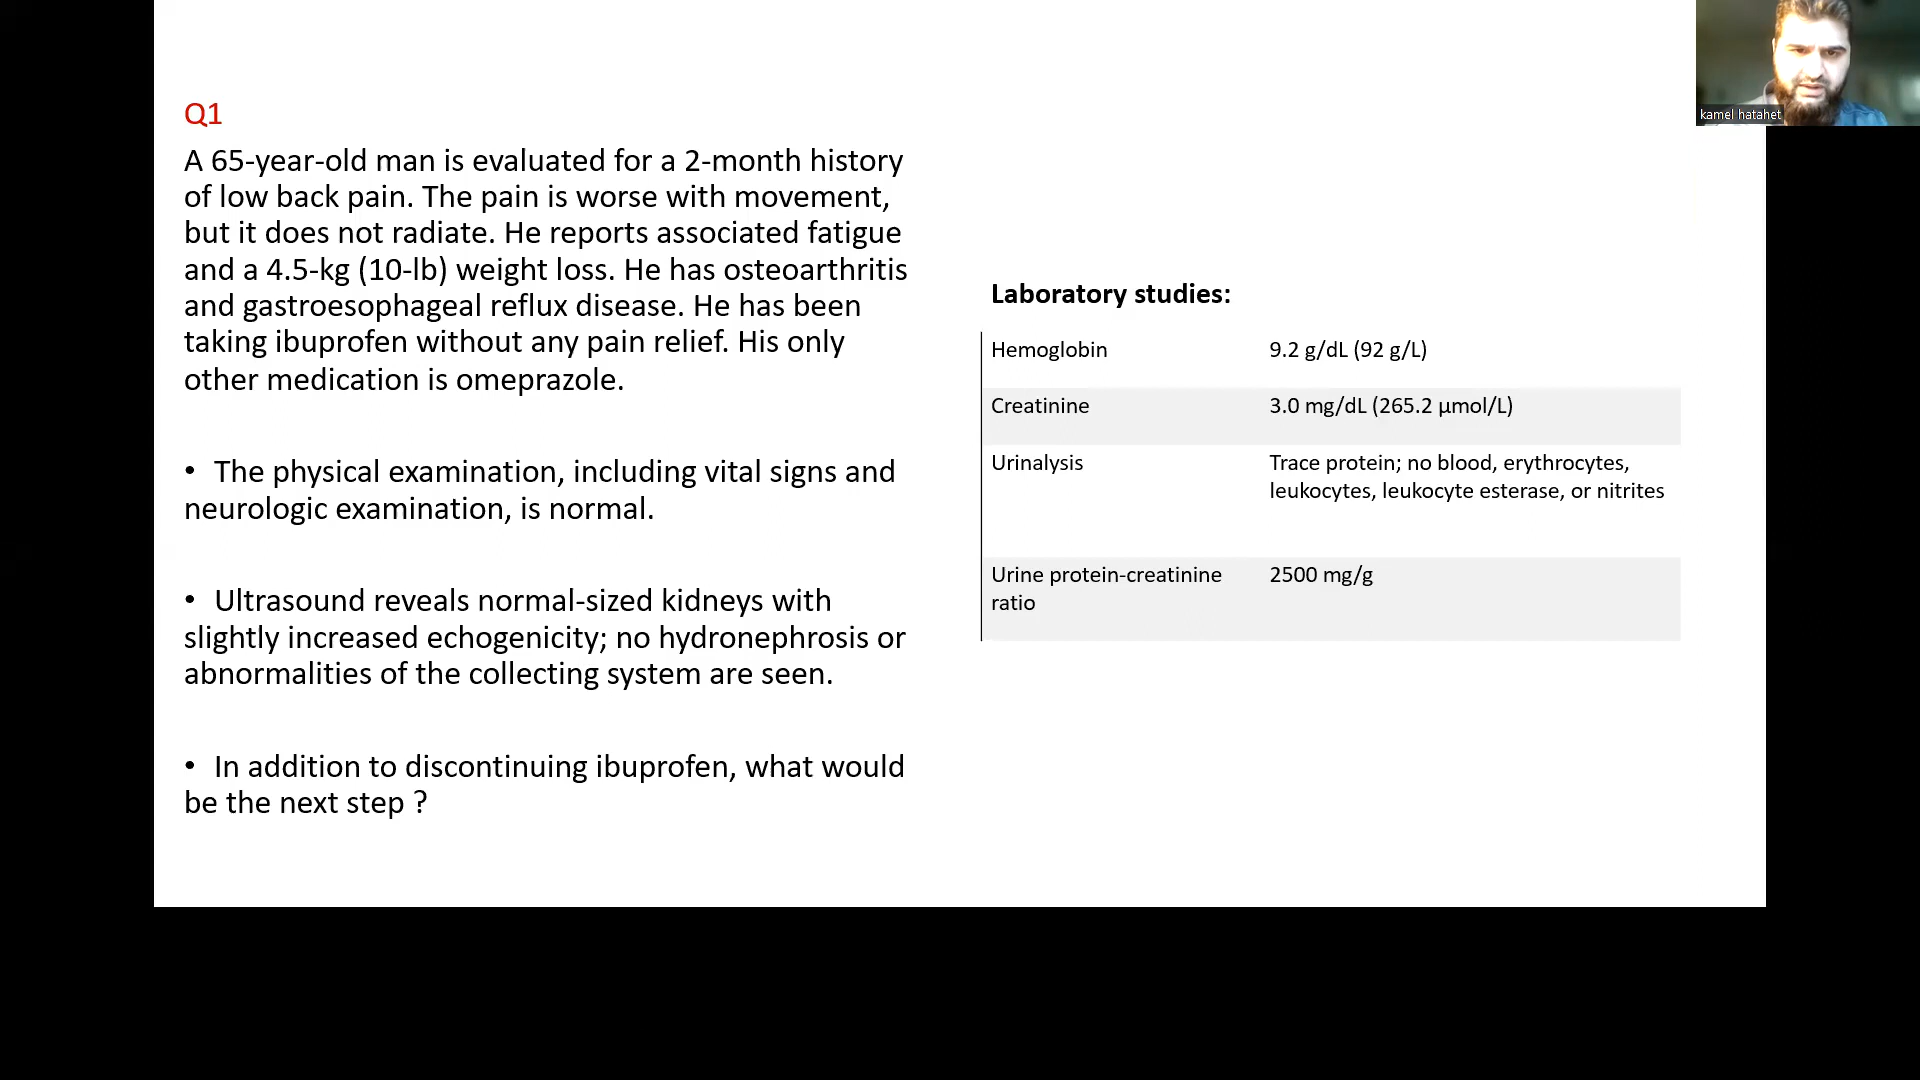 kamel hatahet
Q1
A 65-year-old man is evaluated for a 2-month history
of low back pain. The pain is worse with movement,
but it does not radiate. He reports associated fatigue
and a 4.5-kg (10-lb) weight loss. He has osteoarthritis
and gastroesophageal reflux disease. He has been
taking ibuprofen without any pain relief. His only
other medication is omeprazole.
• The physical examination, including vital signs and
neurologic examination, is normal.
• Ultrasound reveals normal-sized kidneys with
slightly increased echogenicity; no hydronephrosis or
abnormalities of the collecting system are seen.
• In addition to discontinuing ibuprofen, what would
be the next step ?
Laboratory studies:
Hemoglobin 9.2 g/dL (92 g/L)
Creatinine 3.0 mg/dL (265.2 µmol/L)
Urinalysis Trace protein; no blood, erythrocytes,
leukocytes, leukocyte esterase, or nitrites
Urine protein-creatinine 2500 mg/g
ratio